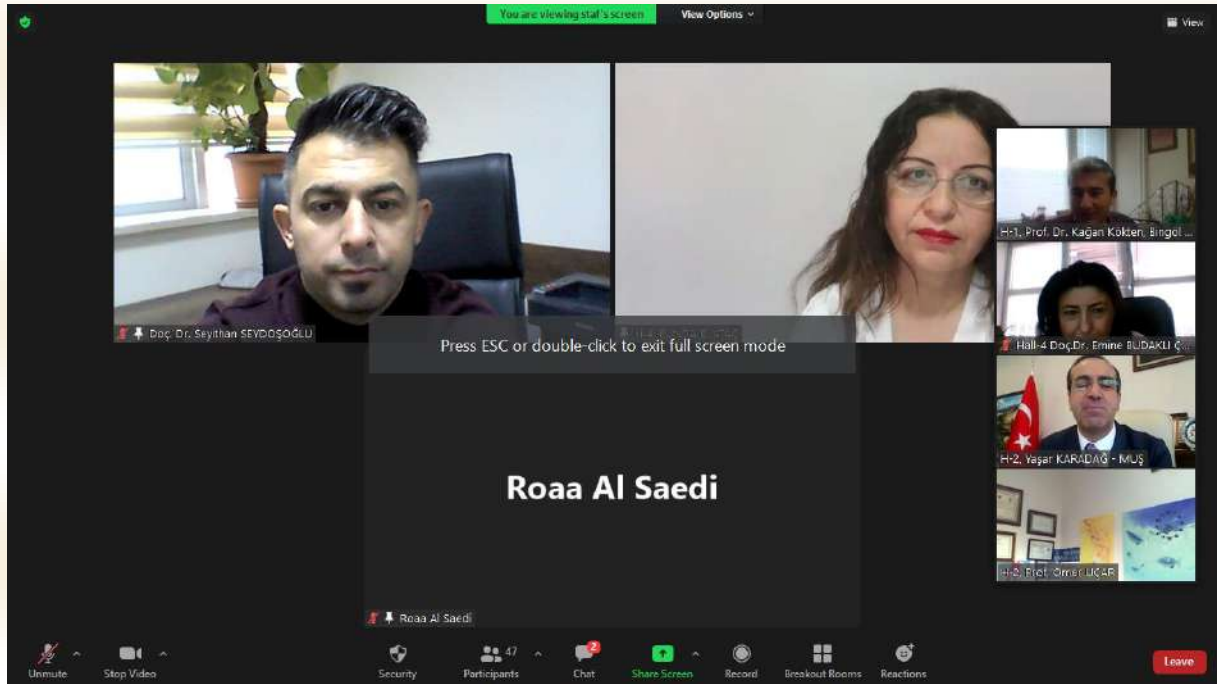 You are viewing staf's screen
View Options
View
Doç. Dr. Seyithan SEYDOŞOĞLU
H-1, Prof. Dr. Kağan Kökten, Bingol ...
Hall-4 Doç.Dr. Emine BUDAKLI Ç...
Press ESC or double-click to exit full screen mode
H-2, Yaşar KARADAĞ - MUŞ
Roaa Al Saedi
H-2, Prof. Ömer UÇAR
Roaa Al Saedi
Unmute
Stop Video
Security
47
Participants
2
Chat
Share Screen
Record
Breakout Rooms
Reactions
Leave